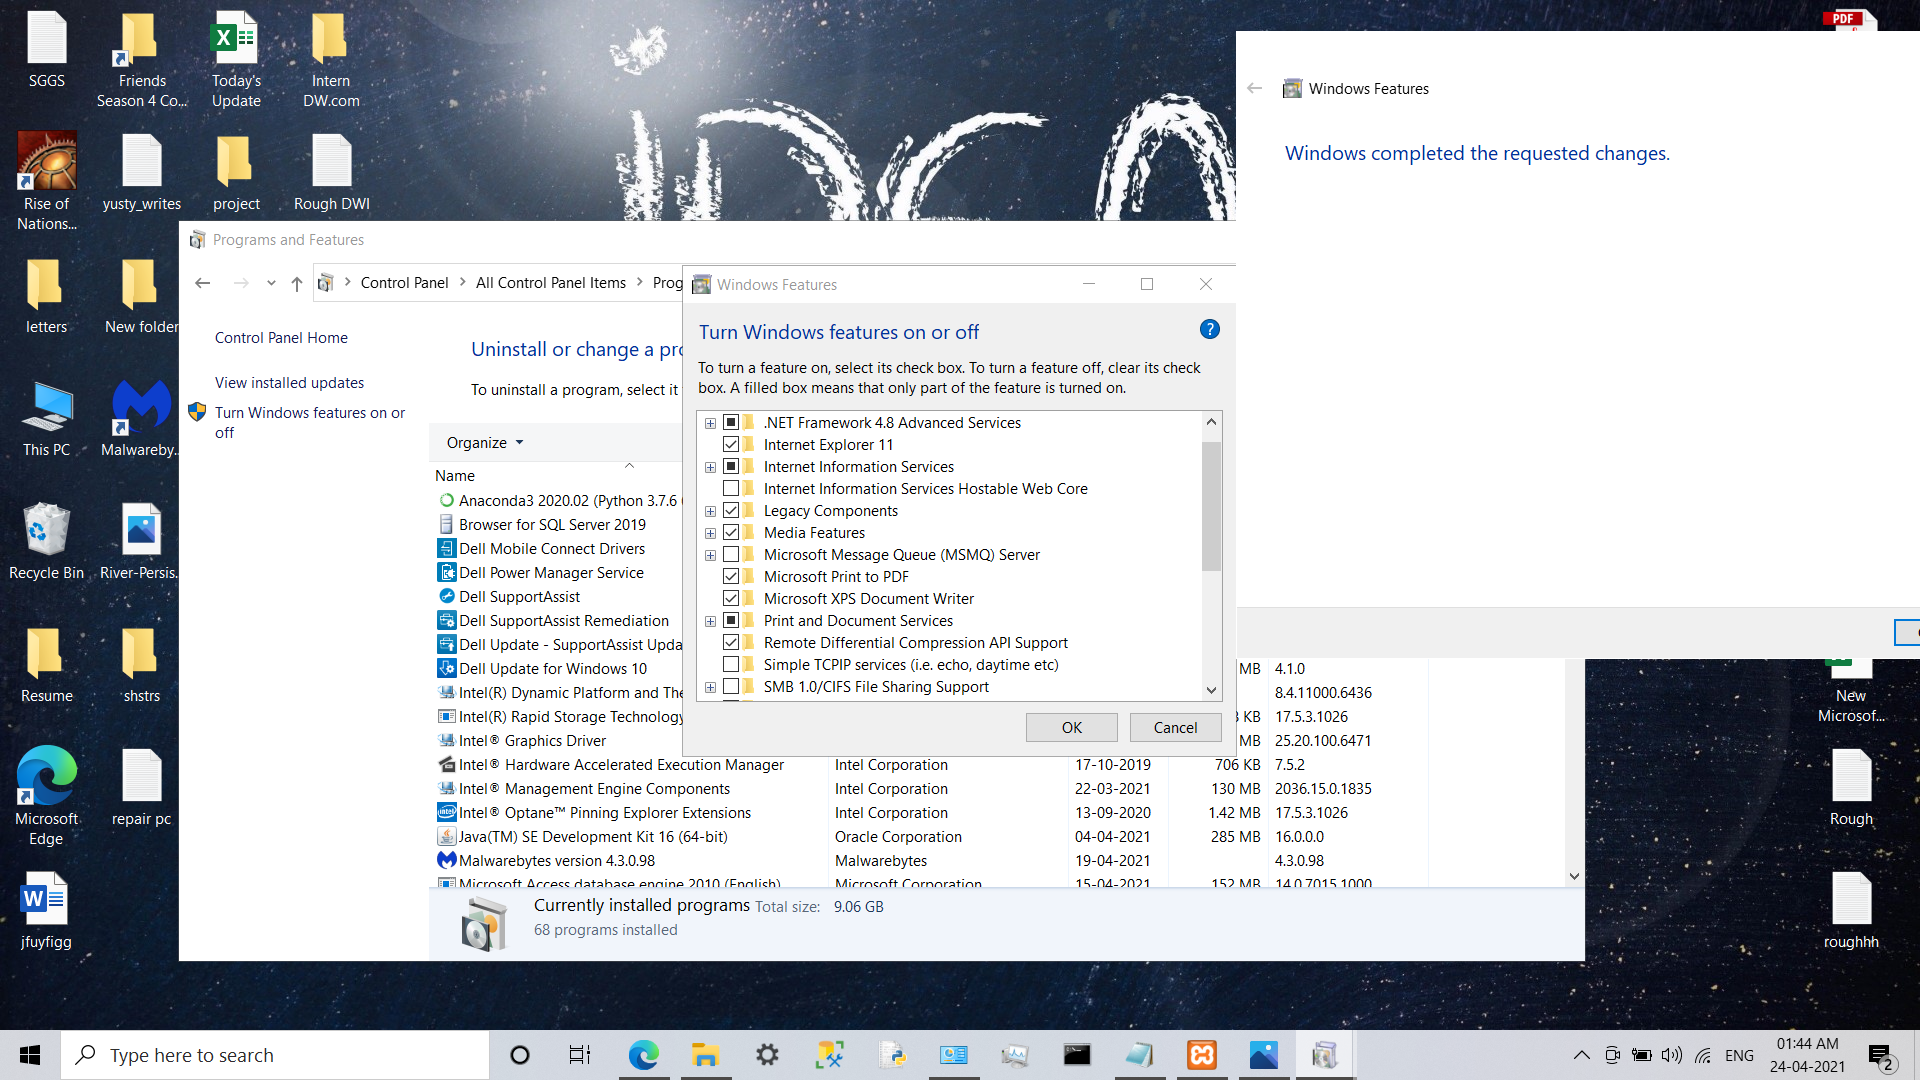 SGGS
Friends
Season 4 Co...
Today's
Update
Intern
DW.com
Rise of
Nations...
yusty_writes
project
Rough DWI
letters
New folder
This PC
Malwareby...
Recycle Bin
River-Persis...
Resume
shstrs
Microsoft
Edge
repair pc
jfuyfigg
PDF
New
Microsof...
Rough
roughhh
Windows Features
Windows completed the requested changes.
Programs and Features
Control Panel
All Control Panel Items
Prog
Control Panel Home
View installed updates
Turn Windows features on or
off
Uninstall or change a pro
To uninstall a program, select it
Organize
Name
Anaconda3 2020.02 (Python 3.7.6
Browser for SQL Server 2019
Dell Mobile Connect Drivers
Dell Power Manager Service
Dell SupportAssist
Dell SupportAssist Remediation
Dell Update - SupportAssist Upda
Dell Update for Windows 10 MB 4.1.0
Intel(R) Dynamic Platform and The 8.4.11000.6436
Intel(R) Rapid Storage Technology KB 17.5.3.1026
Intel® Graphics Driver MB 25.20.100.6471
Intel® Hardware Accelerated Execution Manager Intel Corporation 17-10-2019 706 KB 7.5.2
Intel® Management Engine Components Intel Corporation 22-03-2021 130 MB 2036.15.0.1835
Intel® Optane™ Pinning Explorer Extensions Intel Corporation 13-09-2020 1.42 MB 17.5.3.1026
Java(TM) SE Development Kit 16 (64-bit) Oracle Corporation 04-04-2021 285 MB 16.0.0.0
Malwarebytes version 4.3.0.98 Malwarebytes 19-04-2021 4.3.0.98
Microsoft Access database engine 2010 (English) Microsoft Corporation 15-04-2021 152 MB 14.0.7015.1000
Currently installed programs Total size: 9.06 GB
68 programs installed
Windows Features
Turn Windows features on or off
To turn a feature on, select its check box. To turn a feature off, clear its check
box. A filled box means that only part of the feature is turned on.
.NET Framework 4.8 Advanced Services
Internet Explorer 11
Internet Information Services
Internet Information Services Hostable Web Core
Legacy Components
Media Features
Microsoft Message Queue (MSMQ) Server
Microsoft Print to PDF
Microsoft XPS Document Writer
Print and Document Services
Remote Differential Compression API Support
Simple TCPIP services (i.e. echo, daytime etc)
SMB 1.0/CIFS File Sharing Support
OK
Cancel
Type here to search
ENG
01:44 AM
24-04-2021
2